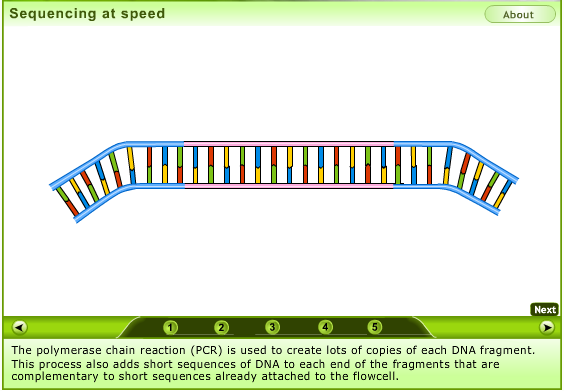 Sequencing at speed
About
Next
1 2 3 4 5
The polymerase chain reaction (PCR) is used to create lots of copies of each DNA fragment.
This process also adds short sequences of DNA to each end of the fragments that are
complementary to short sequences already attached to the flowcell.